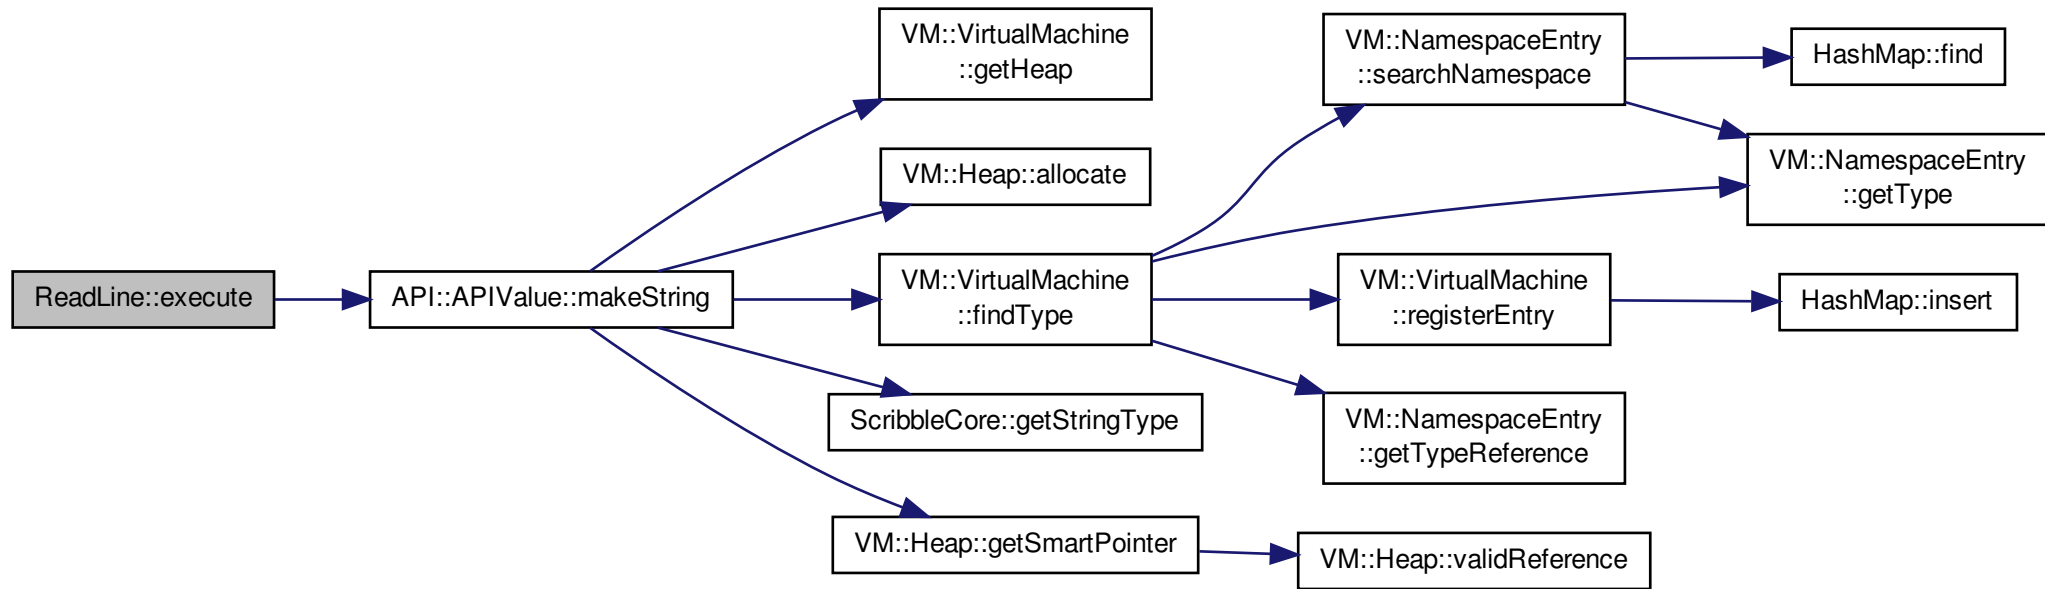 ReadLine::execute
API::APIValue::makeString
VM::VirtualMachine
::getHeap
VM::Heap::allocate
VM::VirtualMachine
::findType
ScribbleCore::getStringType
VM::Heap::getSmartPointer
VM::NamespaceEntry
::searchNamespace
VM::VirtualMachine
::registerEntry
VM::NamespaceEntry
::getTypeReference
VM::Heap::validReference
HashMap::find
VM::NamespaceEntry
::getType
HashMap::insert